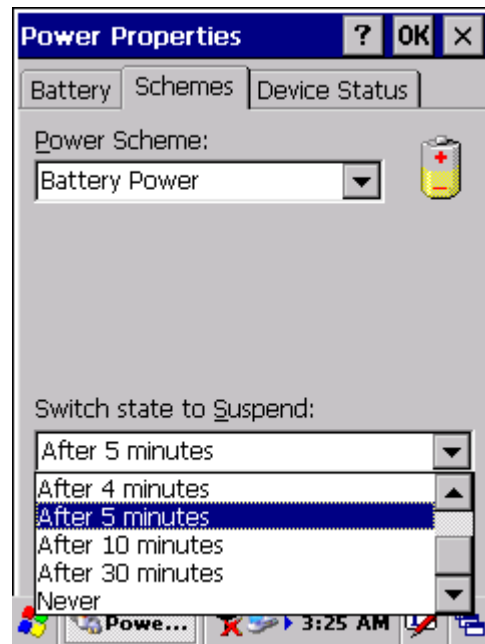 Power Properties ? OK ×
Battery Schemes Device Status
Power Scheme:
Battery Power
Switch state to Suspend:
After 5 minutes
After 4 minutes
After 5 minutes
After 10 minutes
After 30 minutes
Never
Powe... 3:25 AM